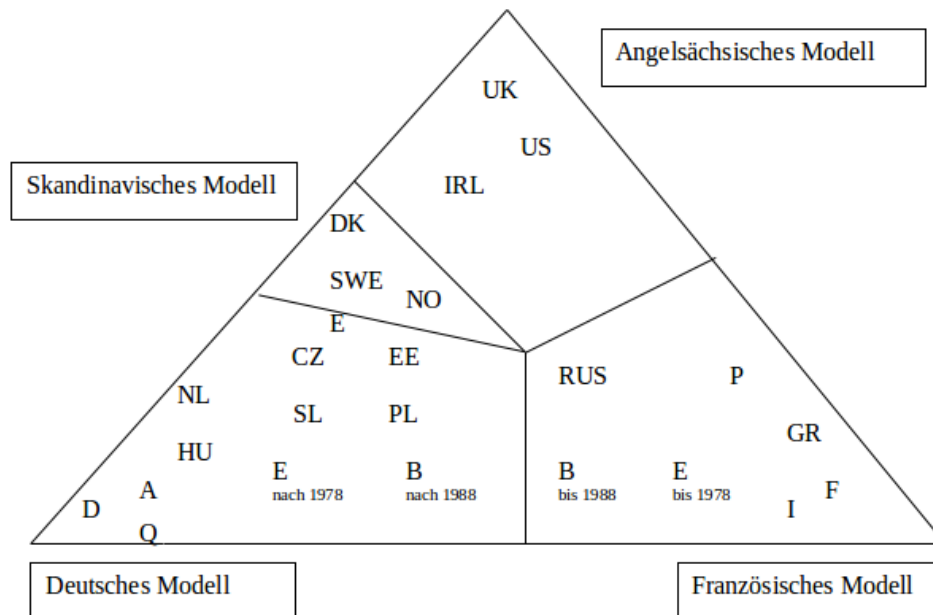 Angelsächsisches Modell
UK
US
Skandinavisches Modell
IRL
DK
SWE
NO
E
CZ EE
RUS P
NL
SL PL
GR
HU
E B B E
nach 1978 nach 1988 bis 1988 bis 1978
A F
D I
Q
Deutsches Modell
Französisches Modell